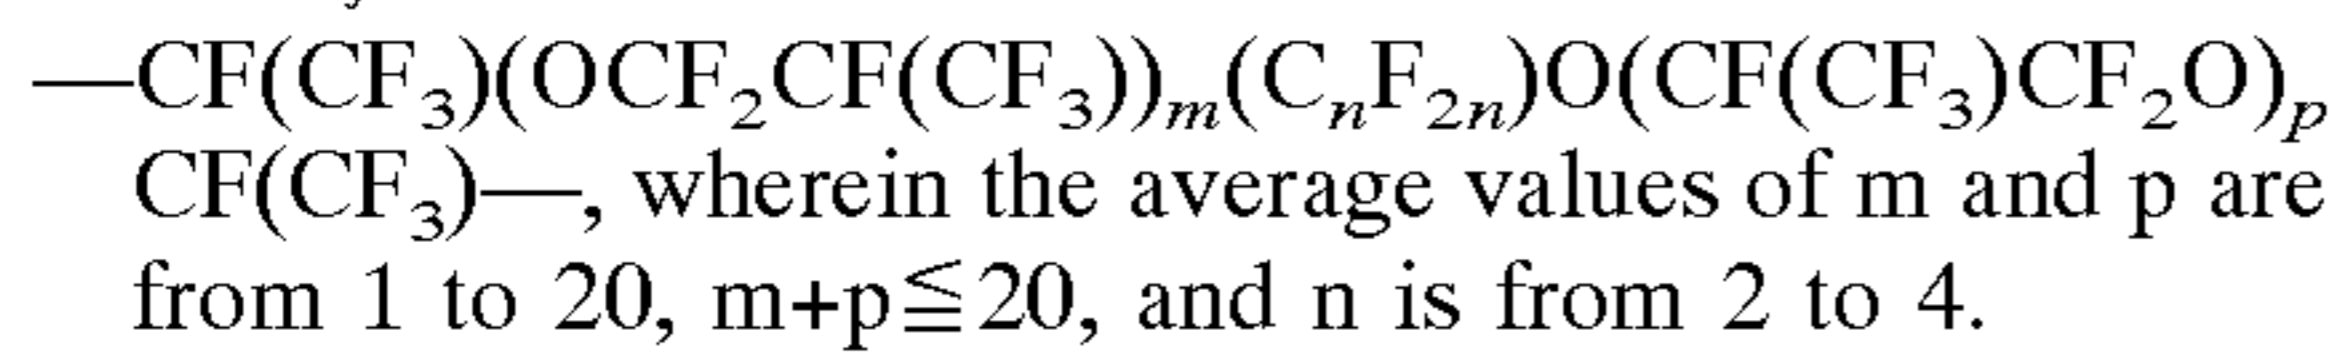 —CF(CF₃)(OCF₂CF(CF₃))ₘ(CₙF₂ₙ)O(CF(CF₃)CF₂O)ₚ
CF(CF₃)—, wherein the average values of m and p are
from 1 to 20, m+p≦20, and n is from 2 to 4.